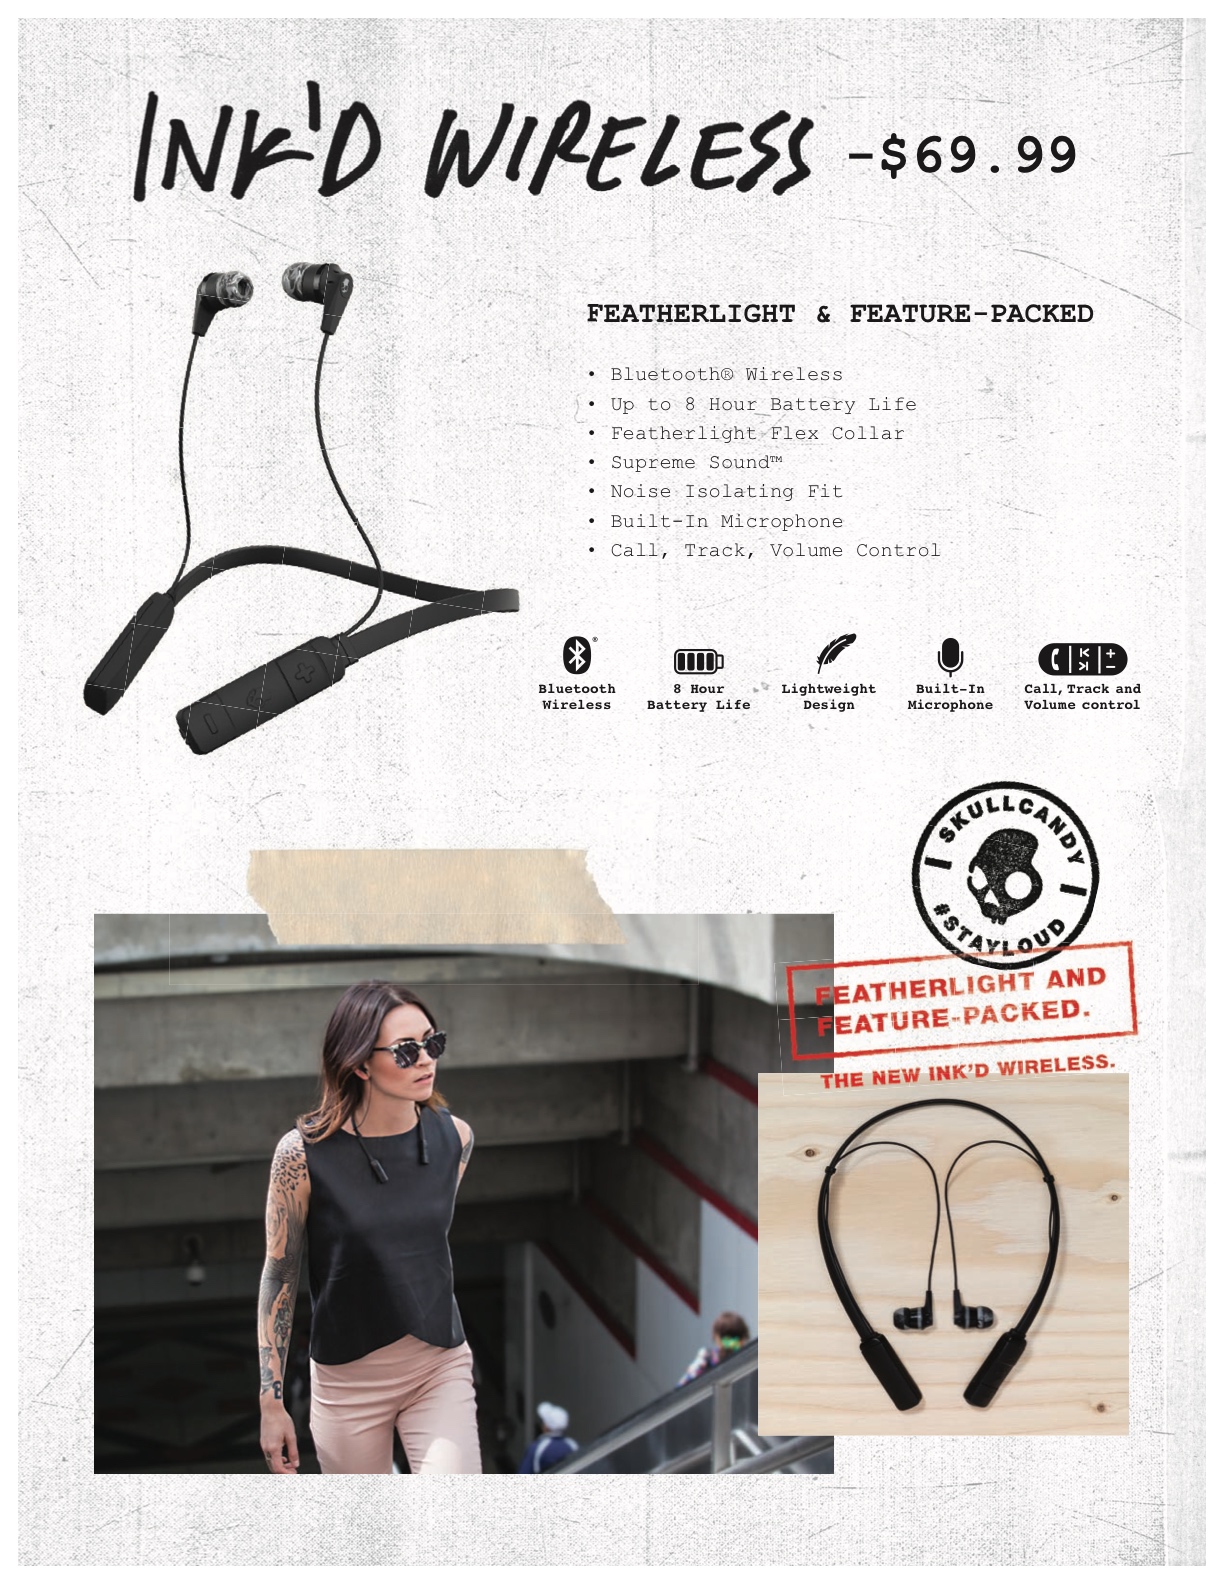 INK'D WIRELESS -$69.99
FEATHERLIGHT & FEATURE-PACKED
• Bluetooth® Wireless
• Up to 8 Hour Battery Life
• Featherlight Flex Collar
• Supreme Sound™
• Noise Isolating Fit
• Built-In Microphone
• Call, Track, Volume Control
®
Bluetooth
Wireless
8 Hour
Battery Life
Lightweight
Design
Built-In
Microphone
Call, Track and
Volume control
SKULLCANDY
#STAYLOUD
FEATHERLIGHT AND
FEATURE-PACKED.
THE NEW INK'D WIRELESS.